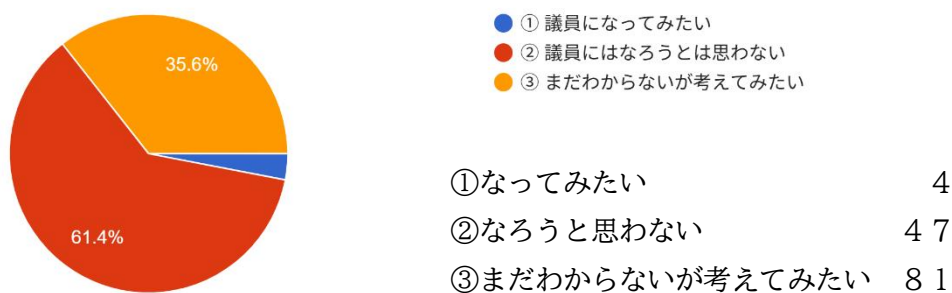 35.6%
61.4%
① 議員になってみたい
② 議員にはなろうとは思わない
③ まだわからないが考えてみたい
①なってみたい 4
②なろうと思わない 47
③まだわからないが考えてみたい 81